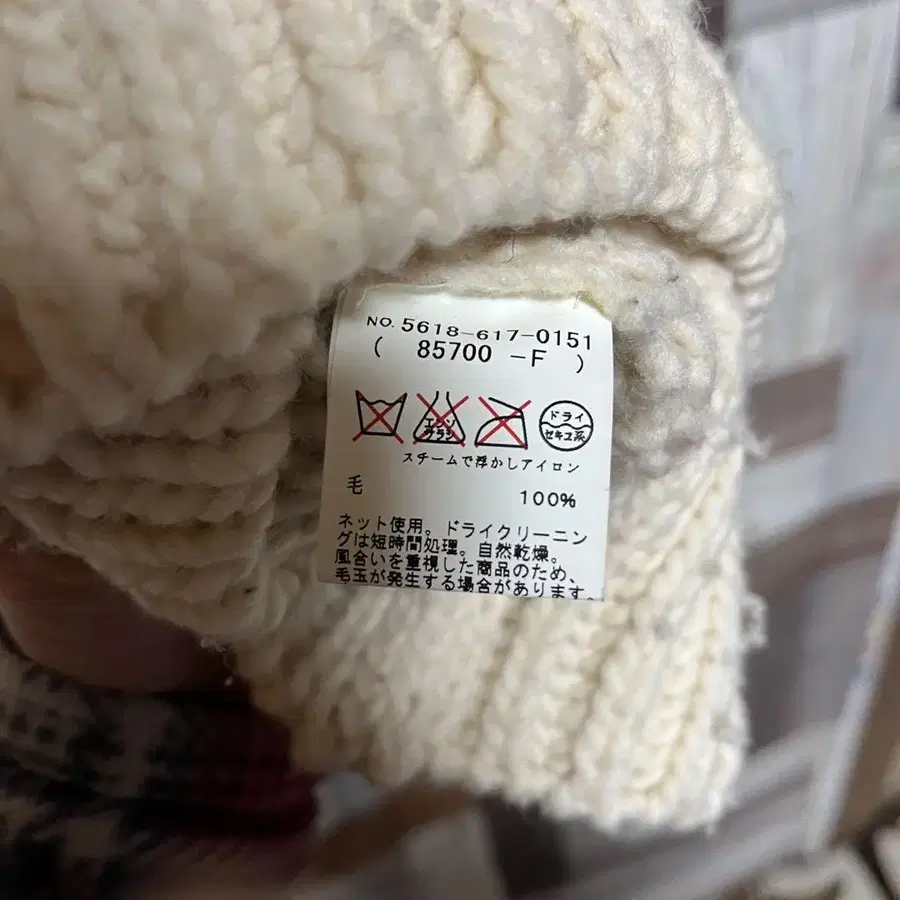 NO. 5618-617-0151
( 85700 -F )
エンソ サラシ ドライ セキユ系
スチームで浮かしアイロン
毛 100%
ネット使用。ドライクリーニン
グは短時間処理。自然乾燥。
風合いを重視した商品のため、
毛玉が発生する場合があります。